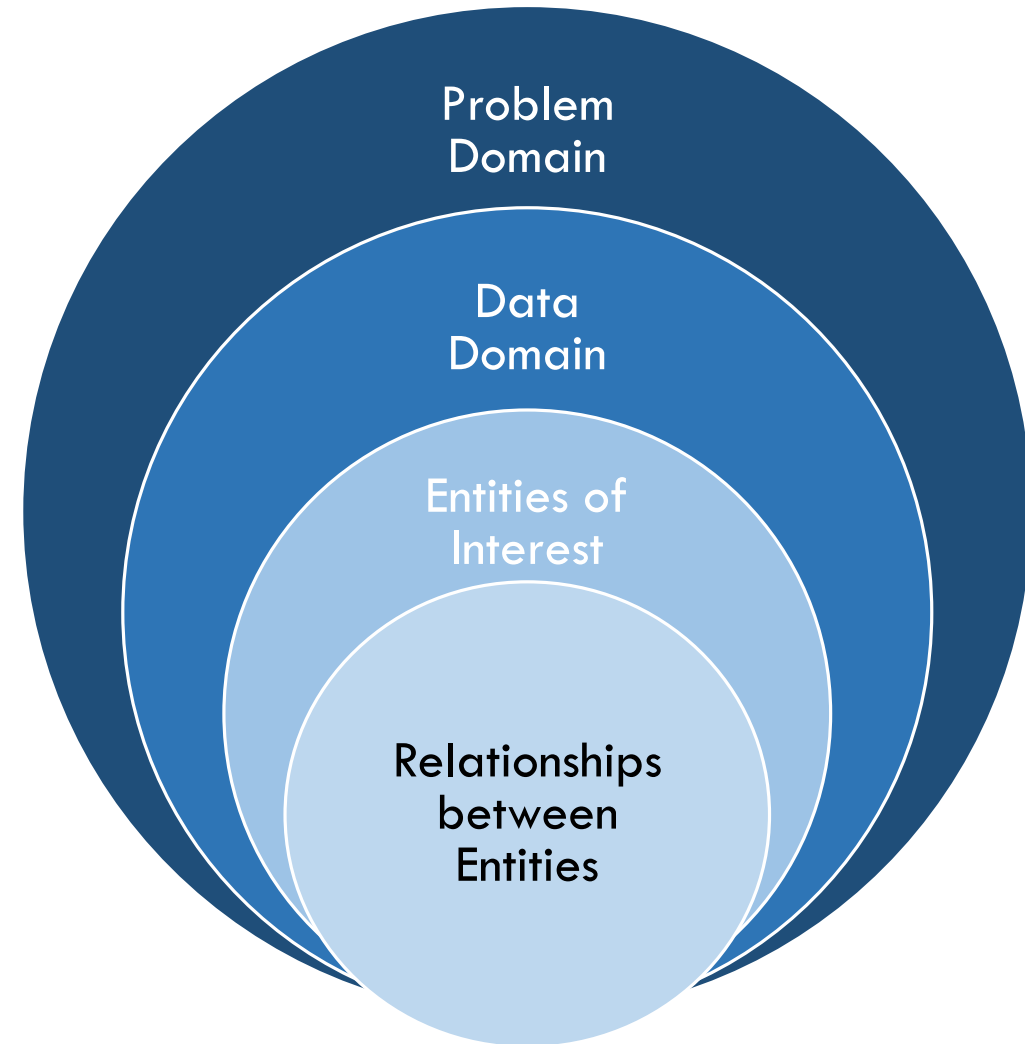 Problem
Domain
Data
Domain
Entities of
Interest
Relationships
between
Entities